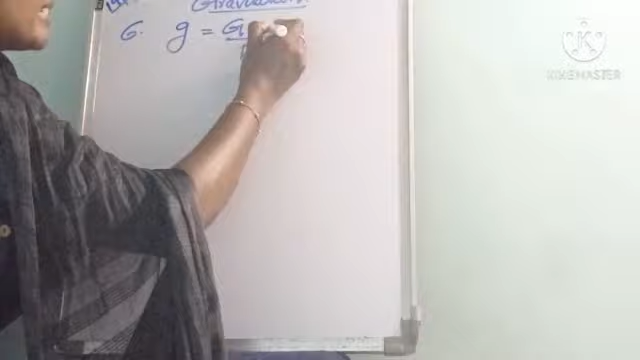 Gravitation.
6. g = G
KINEMASTER